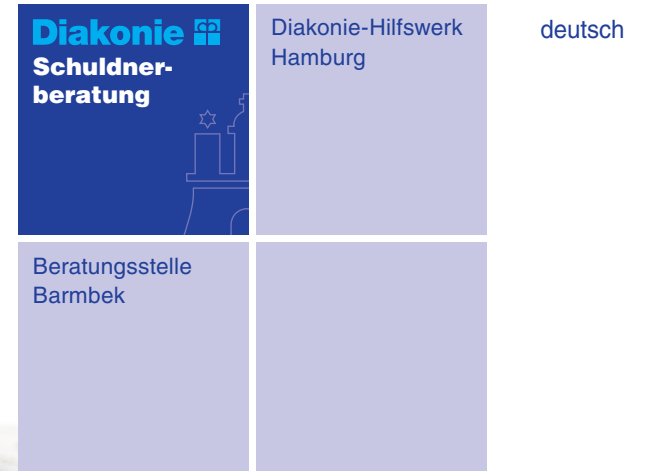 Diakonie
Schuldner-
beratung
Diakonie-Hilfswerk
Hamburg
deutsch
Beratungsstelle
Barmbek